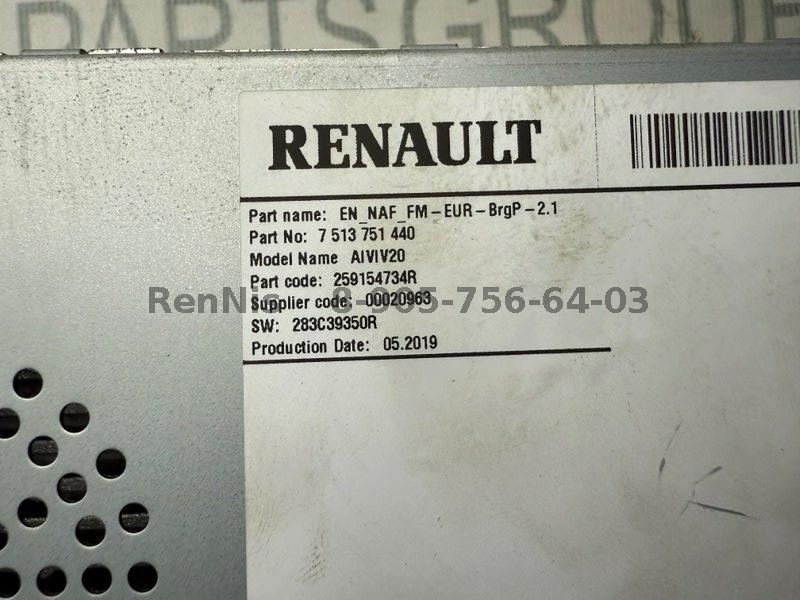 PARTSGROUP
RENAULT
Part name: EN_NAF_FM-EUR-BrgP-2.1
Part No: 7 513 751 440
Model Name AIVIV20
Part code: 259154734R
RenNis 8-905-756-64-03
Supplier code: 00020963
SW: 283C39350R
Production Date: 05.2019